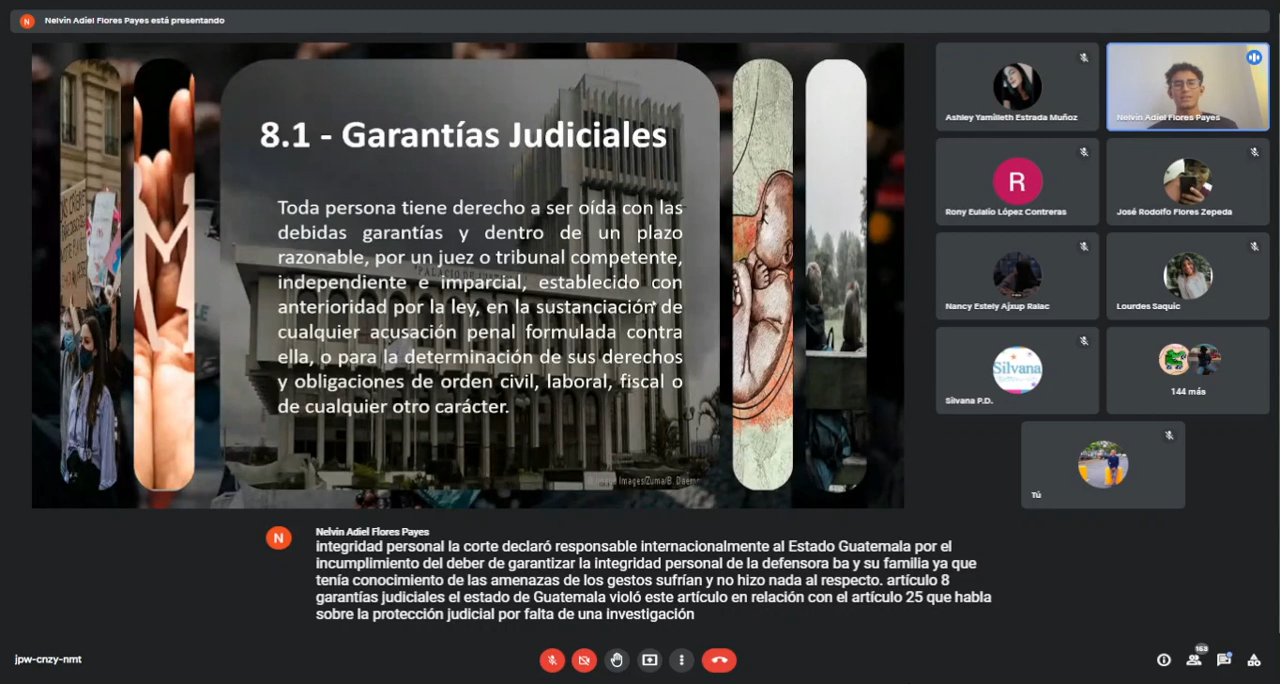 N
Nelvin Adiel Flores Payes está presentando
8.1 - Garantías Judiciales
Toda persona tiene derecho a ser oída con las
debidas garantías y dentro de un plazo
razonable, por un juez o tribunal competente,
independiente e imparcial, establecido con
anterioridad por la ley, en la sustanciación de
cualquier acusación penal formulada contra
ella, o para la determinación de sus derechos
y obligaciones de orden civil, laboral, fiscal o
de cualquier otro carácter.
Ashley Yamilleth Estrada Muñoz
Nelvin Adiel Flores Payes
R
Rony Eulalio López Contreras
José Rodolfo Flores Zepeda
Nancy Estely Ajxup Raiac
Lourdes Saquic
Silvana
Silvana P.D.
144 más
Tú
N
Nelvin Adiel Flores Payes
integridad personal la corte declaró responsable internacionalmente al Estado Guatemala por el
incumplimiento del deber de garantizar la integridad personal de la defensora ba y su familia ya que
tenía conocimiento de las amenazas de los gestos sufrían y no hizo nada al respecto. artículo 8
garantías judiciales el estado de Guatemala violó este artículo en relación con el artículo 25 que habla
sobre la protección judicial por falta de una investigación
jpw-cnzy-nmt
163